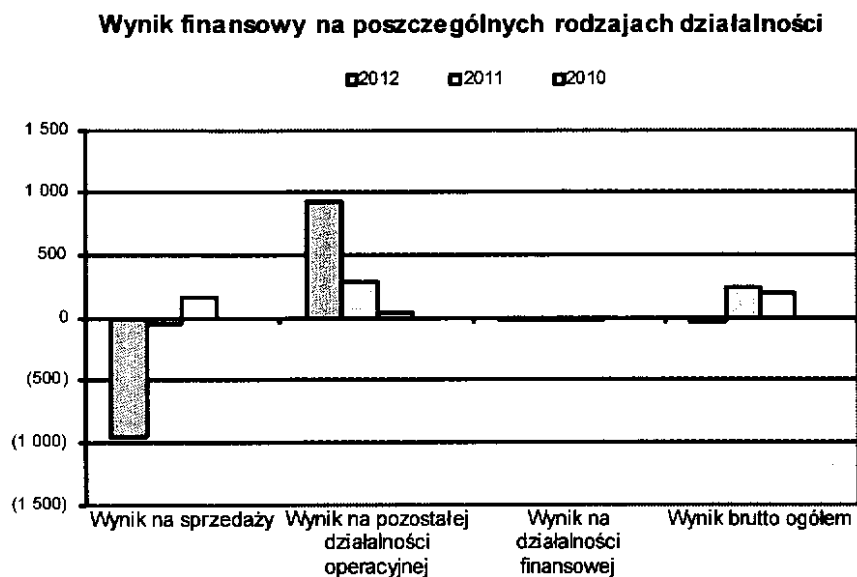 Wynik finansowy na poszczególnych rodzajach działalności
2012 2011 2010
1 500
1 000
500
0
(500)
(1 000)
(1 500)
Wynik na sprzedaży
Wynik na pozostałej
działalności
operacyjnej
Wynik na
działalności
finansowej
Wynik brutto ogółem